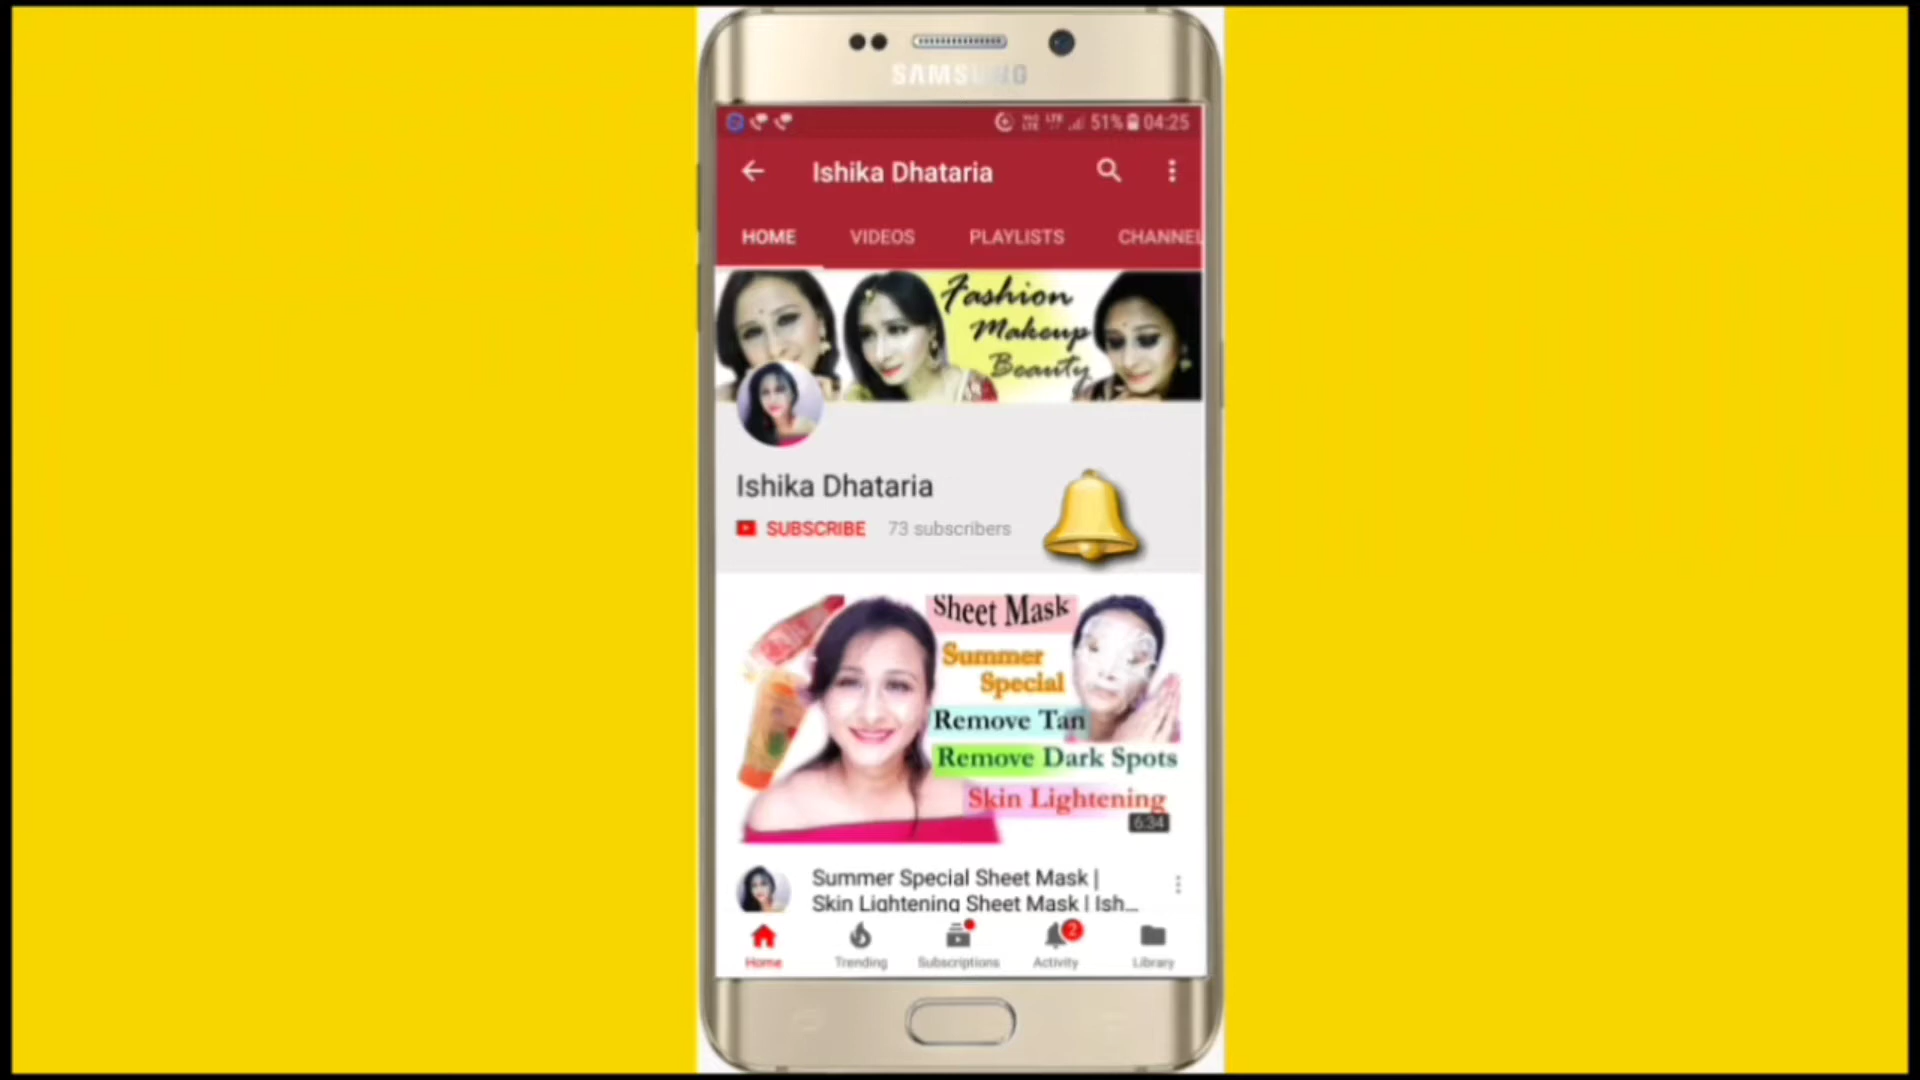 SAMSUNG
51% 04:25
Ishika Dhataria
HOME VIDEOS PLAYLISTS CHANNEL
Fashion
Makeup
Beauty
Ishika Dhataria
SUBSCRIBE 73 subscribers
Sheet Mask
Summer
Special
Remove Tan
Remove Dark Spots
Skin Lightening
6:34
Summer Special Sheet Mask |
Skin Lightening Sheet Mask | Ish...
2
Home Trending Subscriptions Activity Library